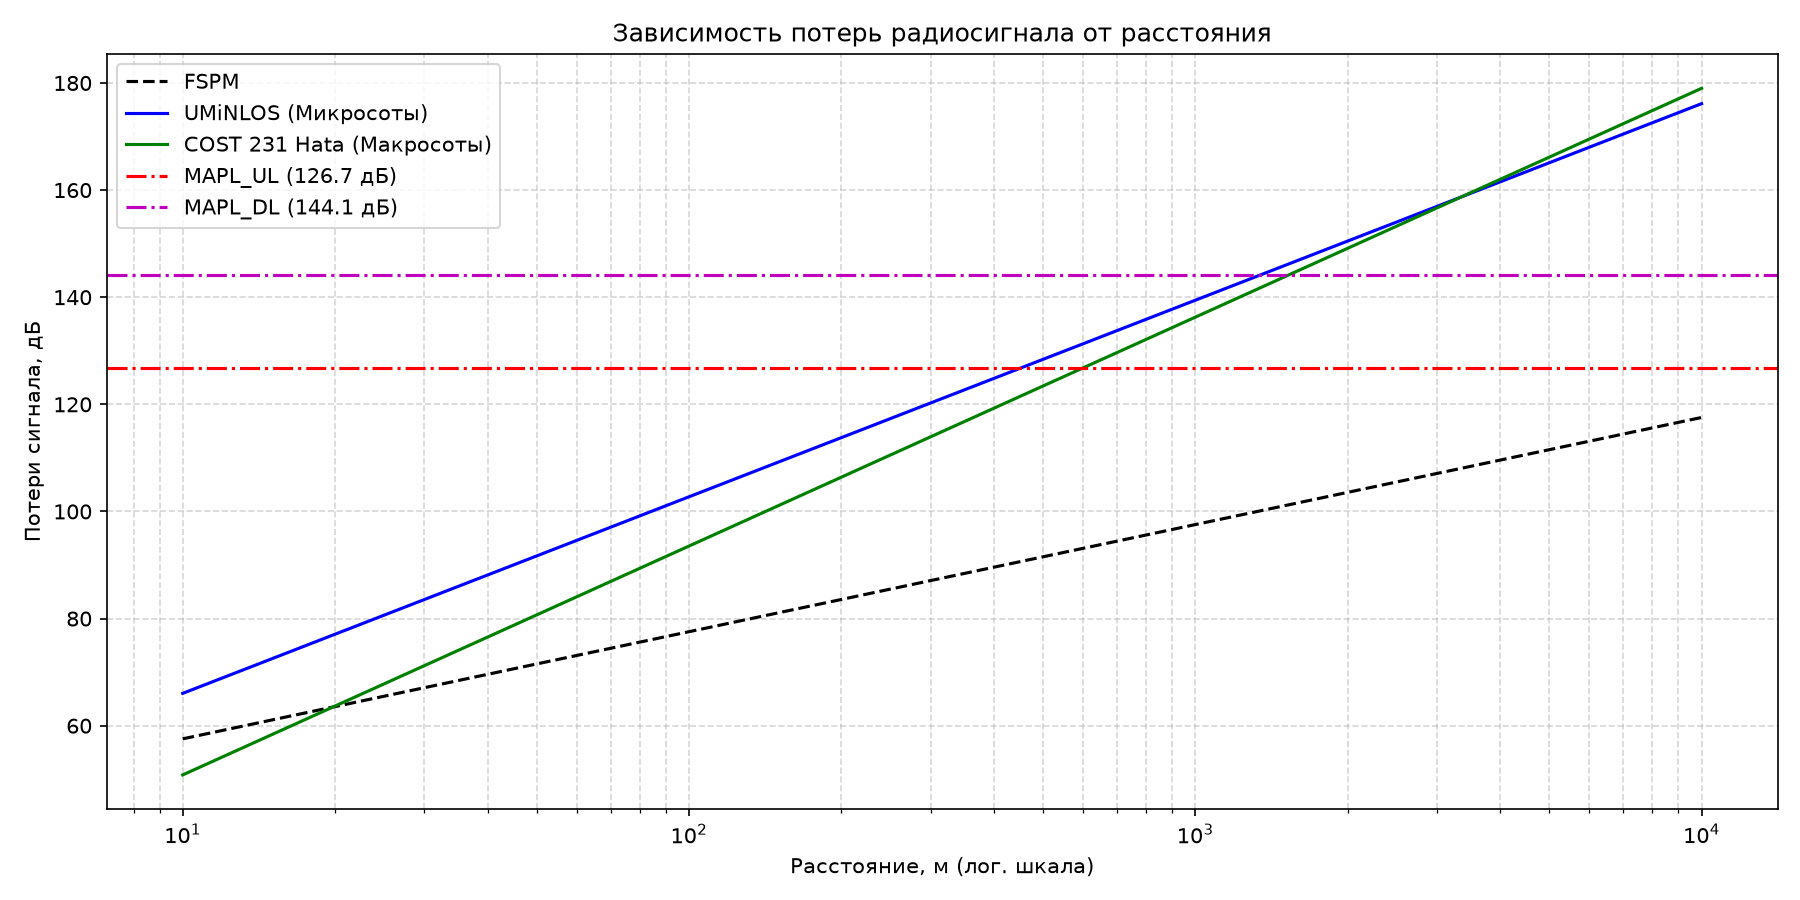 Зависимость потерь радиосигнала от расстояния
FSPM
UMiNLOS (Микросоты)
COST 231 Hata (Макросоты)
MAPL_UL (126.7 дБ)
MAPL_DL (144.1 дБ)
Потери сигнала, дБ
180
160
140
120
100
80
60
10¹ 10² 10³ 10⁴
Расстояние, м (лог. шкала)